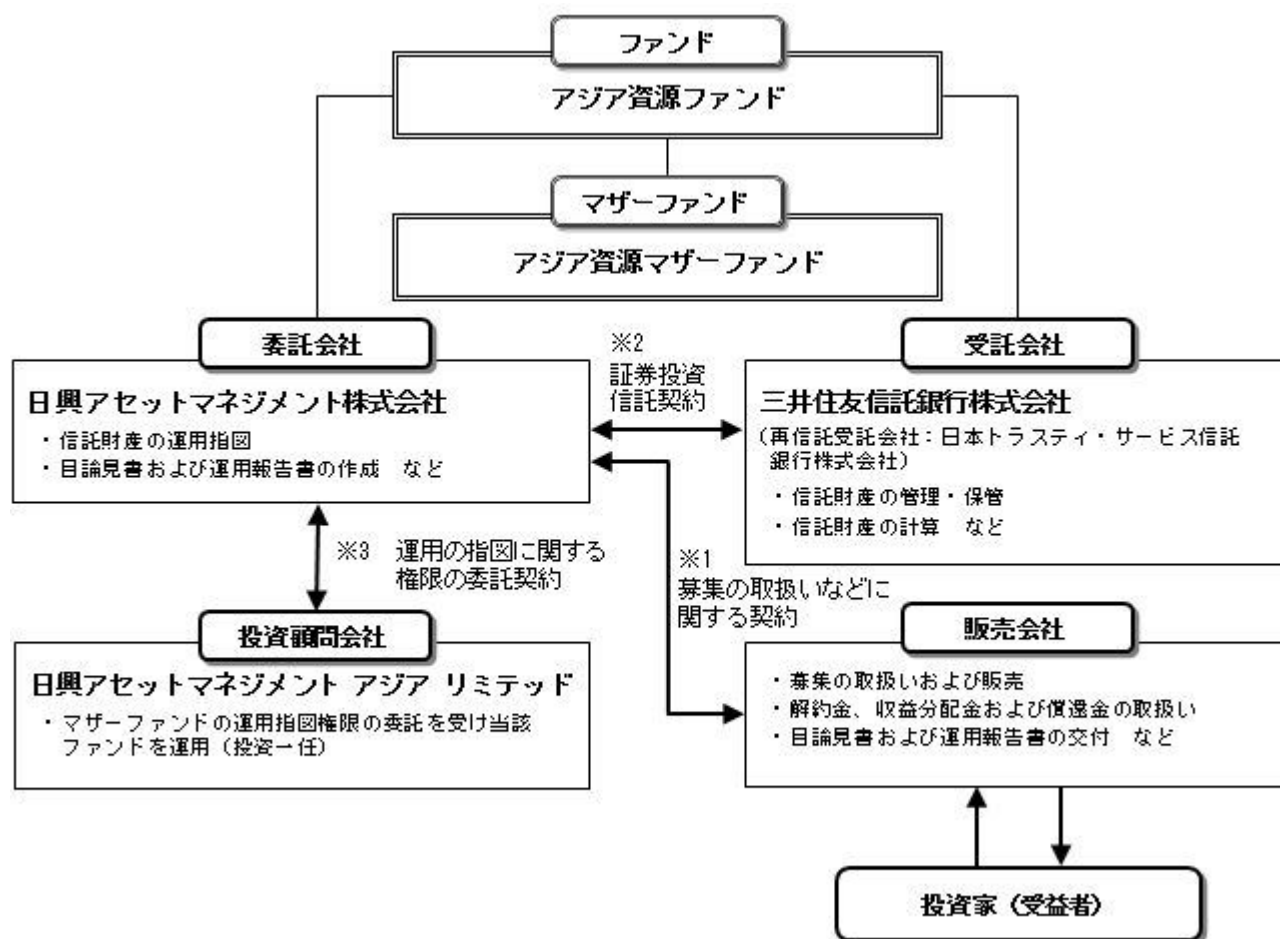 ファンド
アジア資源ファンド
マザーファンド
アジア資源マザーファンド
委託会社
日興アセットマネジメント株式会社
・信託財産の運用指図
・目論見書および運用報告書の作成　など
※2
証券投資
信託契約
受託会社
三井住友信託銀行株式会社
（再信託受託会社：日本トラスティ・サービス信託
銀行株式会社）
・信託財産の管理・保管
・信託財産の計算　など
※3　運用の指図に関する
権限の委託契約
※1
募集の取扱いなどに
関する契約
投資顧問会社
日興アセットマネジメント アジア リミテッド
・マザーファンドの運用指図権限の委託を受け当該
ファンドを運用（投資一任）
販売会社
・募集の取扱いおよび販売
・解約金、収益分配金および償還金の取扱い
・目論見書および運用報告書の交付　など
投資家（受益者）